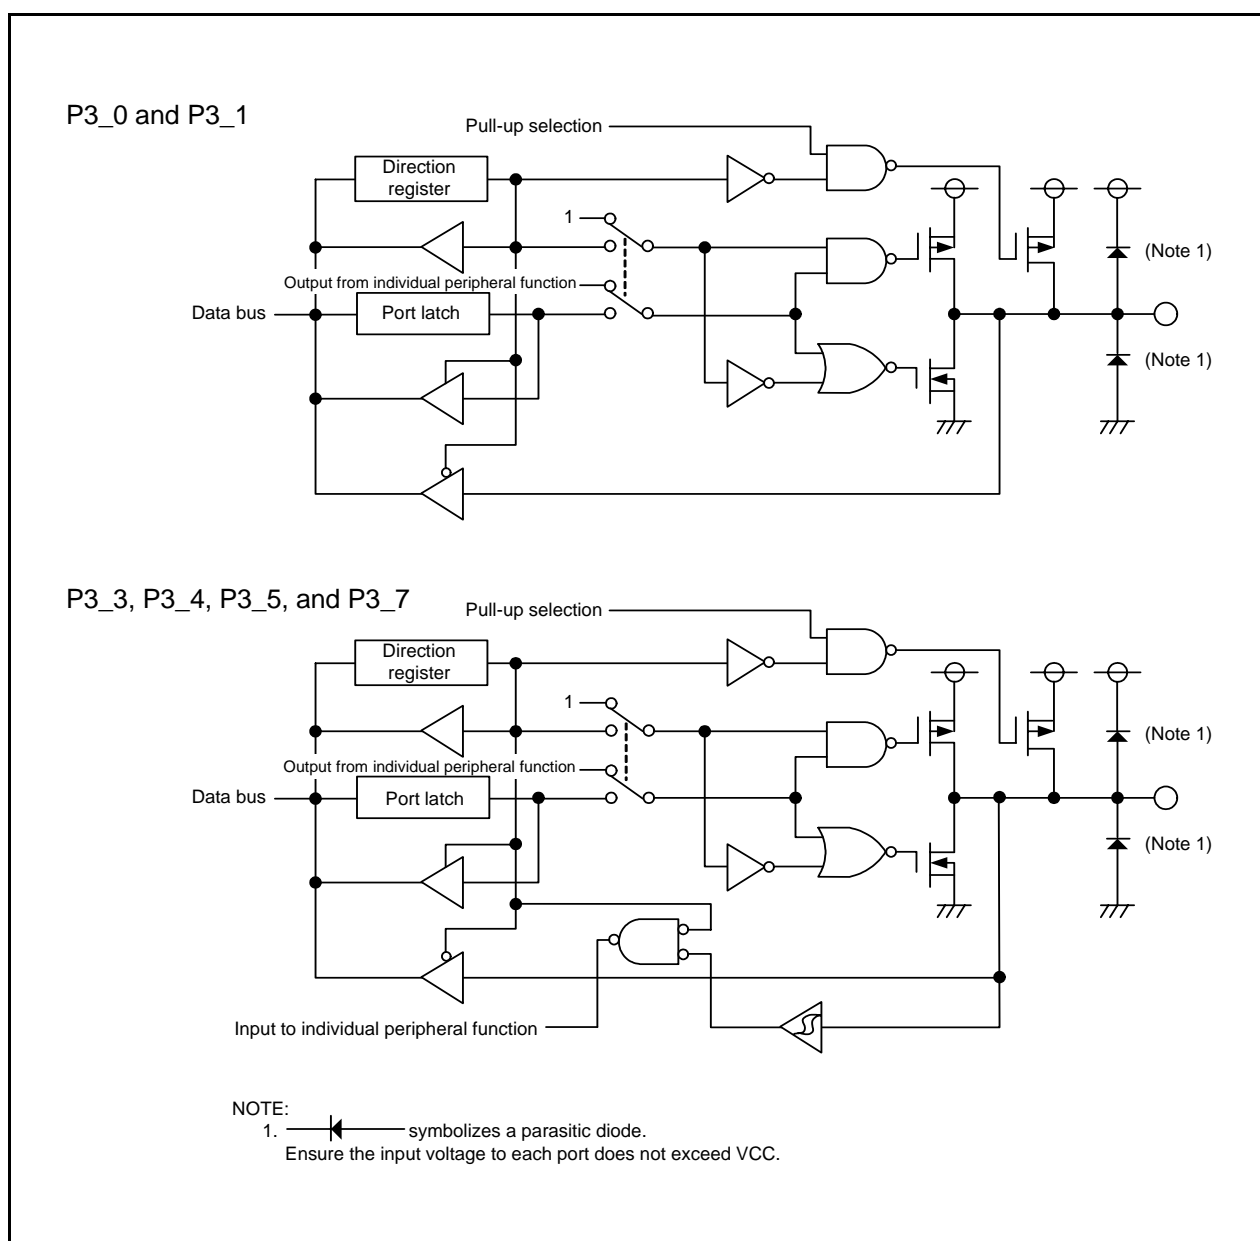 P3_0 and P3_1
Pull-up selection
Direction
register
1
(Note 1)
Output from individual peripheral function
Data bus
Port latch
(Note 1)
P3_3, P3_4, P3_5, and P3_7
Pull-up selection
Direction
register
1
(Note 1)
Output from individual peripheral function
Data bus
Port latch
(Note 1)
Input to individual peripheral function
NOTE:
1. symbolizes a parasitic diode.
Ensure the input voltage to each port does not exceed VCC.